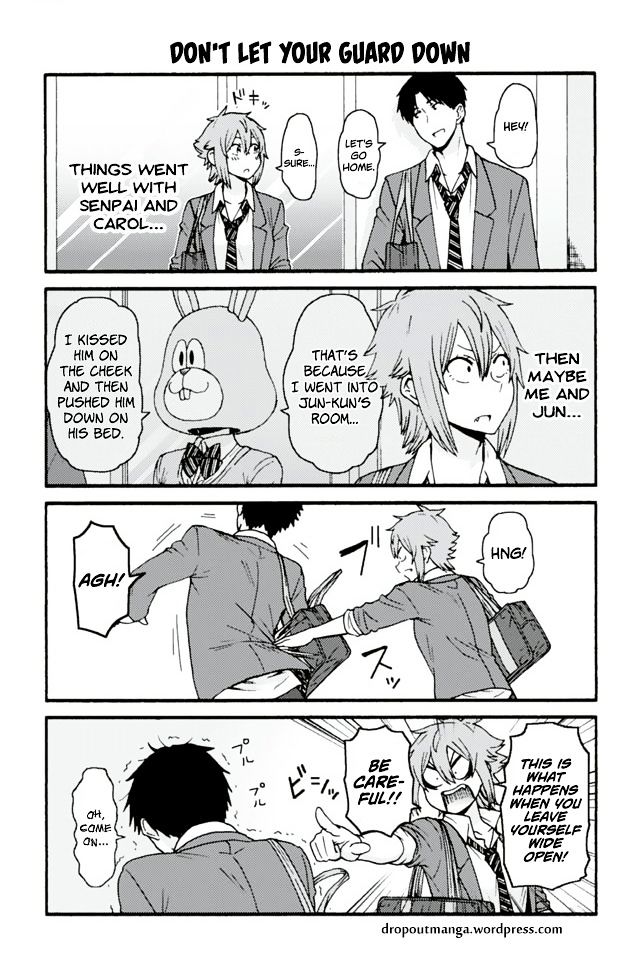 DON'T LET YOUR GUARD DOWN
HEY!
LET'S
GO
HOME.
ドキッ
S-
SURE...
THINGS WENT
WELL WITH
SENPAI AND
CAROL...
THEN
MAYBE
ME AND
JUN...
THAT'S
BECAUSE
I WENT INTO
JUN-KUN'S
ROOM...
I KISSED
HIM ON
THE CHEEK
AND THEN
PUSHED HIM
DOWN ON
HIS BED.
HNG!
ブ
スッ
AGH!
THIS IS
WHAT
HAPPENS
WHEN YOU
LEAVE
YOURSELF
WIDE
OPEN!
BE
CARE-
FUL!!
ビシッ
プル
プル
OH,
COME
ON...
dropoutmanga.wordpress.com